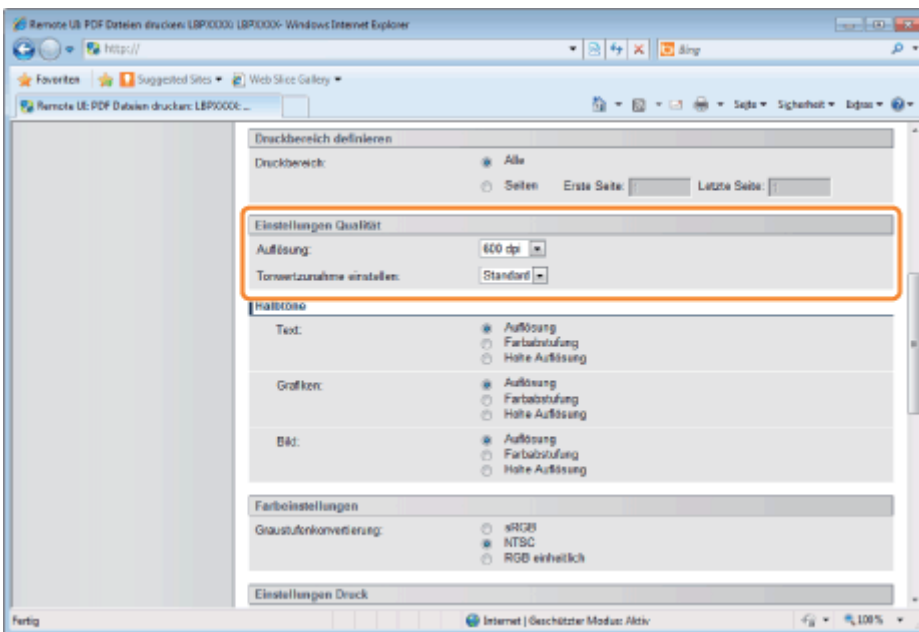 Remote UI: PDF Dateien drucken: LBPXXXX: LBPXXXX - Windows Internet Explorer
http://
Bing
Favoriten Suggested Sites Web Slice Gallery
Remote UI: PDF Dateien drucken: LBPXXXX: ... Seite Sicherheit Extras
Druckbereich definieren
Druckbereich: Alle
Seiten Erste Seite: Letzte Seite:
Einstellungen Qualität
Auflösung: 600 dpi
Tonwertzunahme einstellen: Standard
Halbtöne
Text: Auflösung
Farbabstufung
Hohe Auflösung
Grafiken: Auflösung
Farbabstufung
Hohe Auflösung
Bild: Auflösung
Farbabstufung
Hohe Auflösung
Farbeinstellungen
Graustufenkonvertierung: sRGB
NTSC
RGB einheitlich
Einstellungen Druck
Fertig Internet | Geschützter Modus: Aktiv 100%